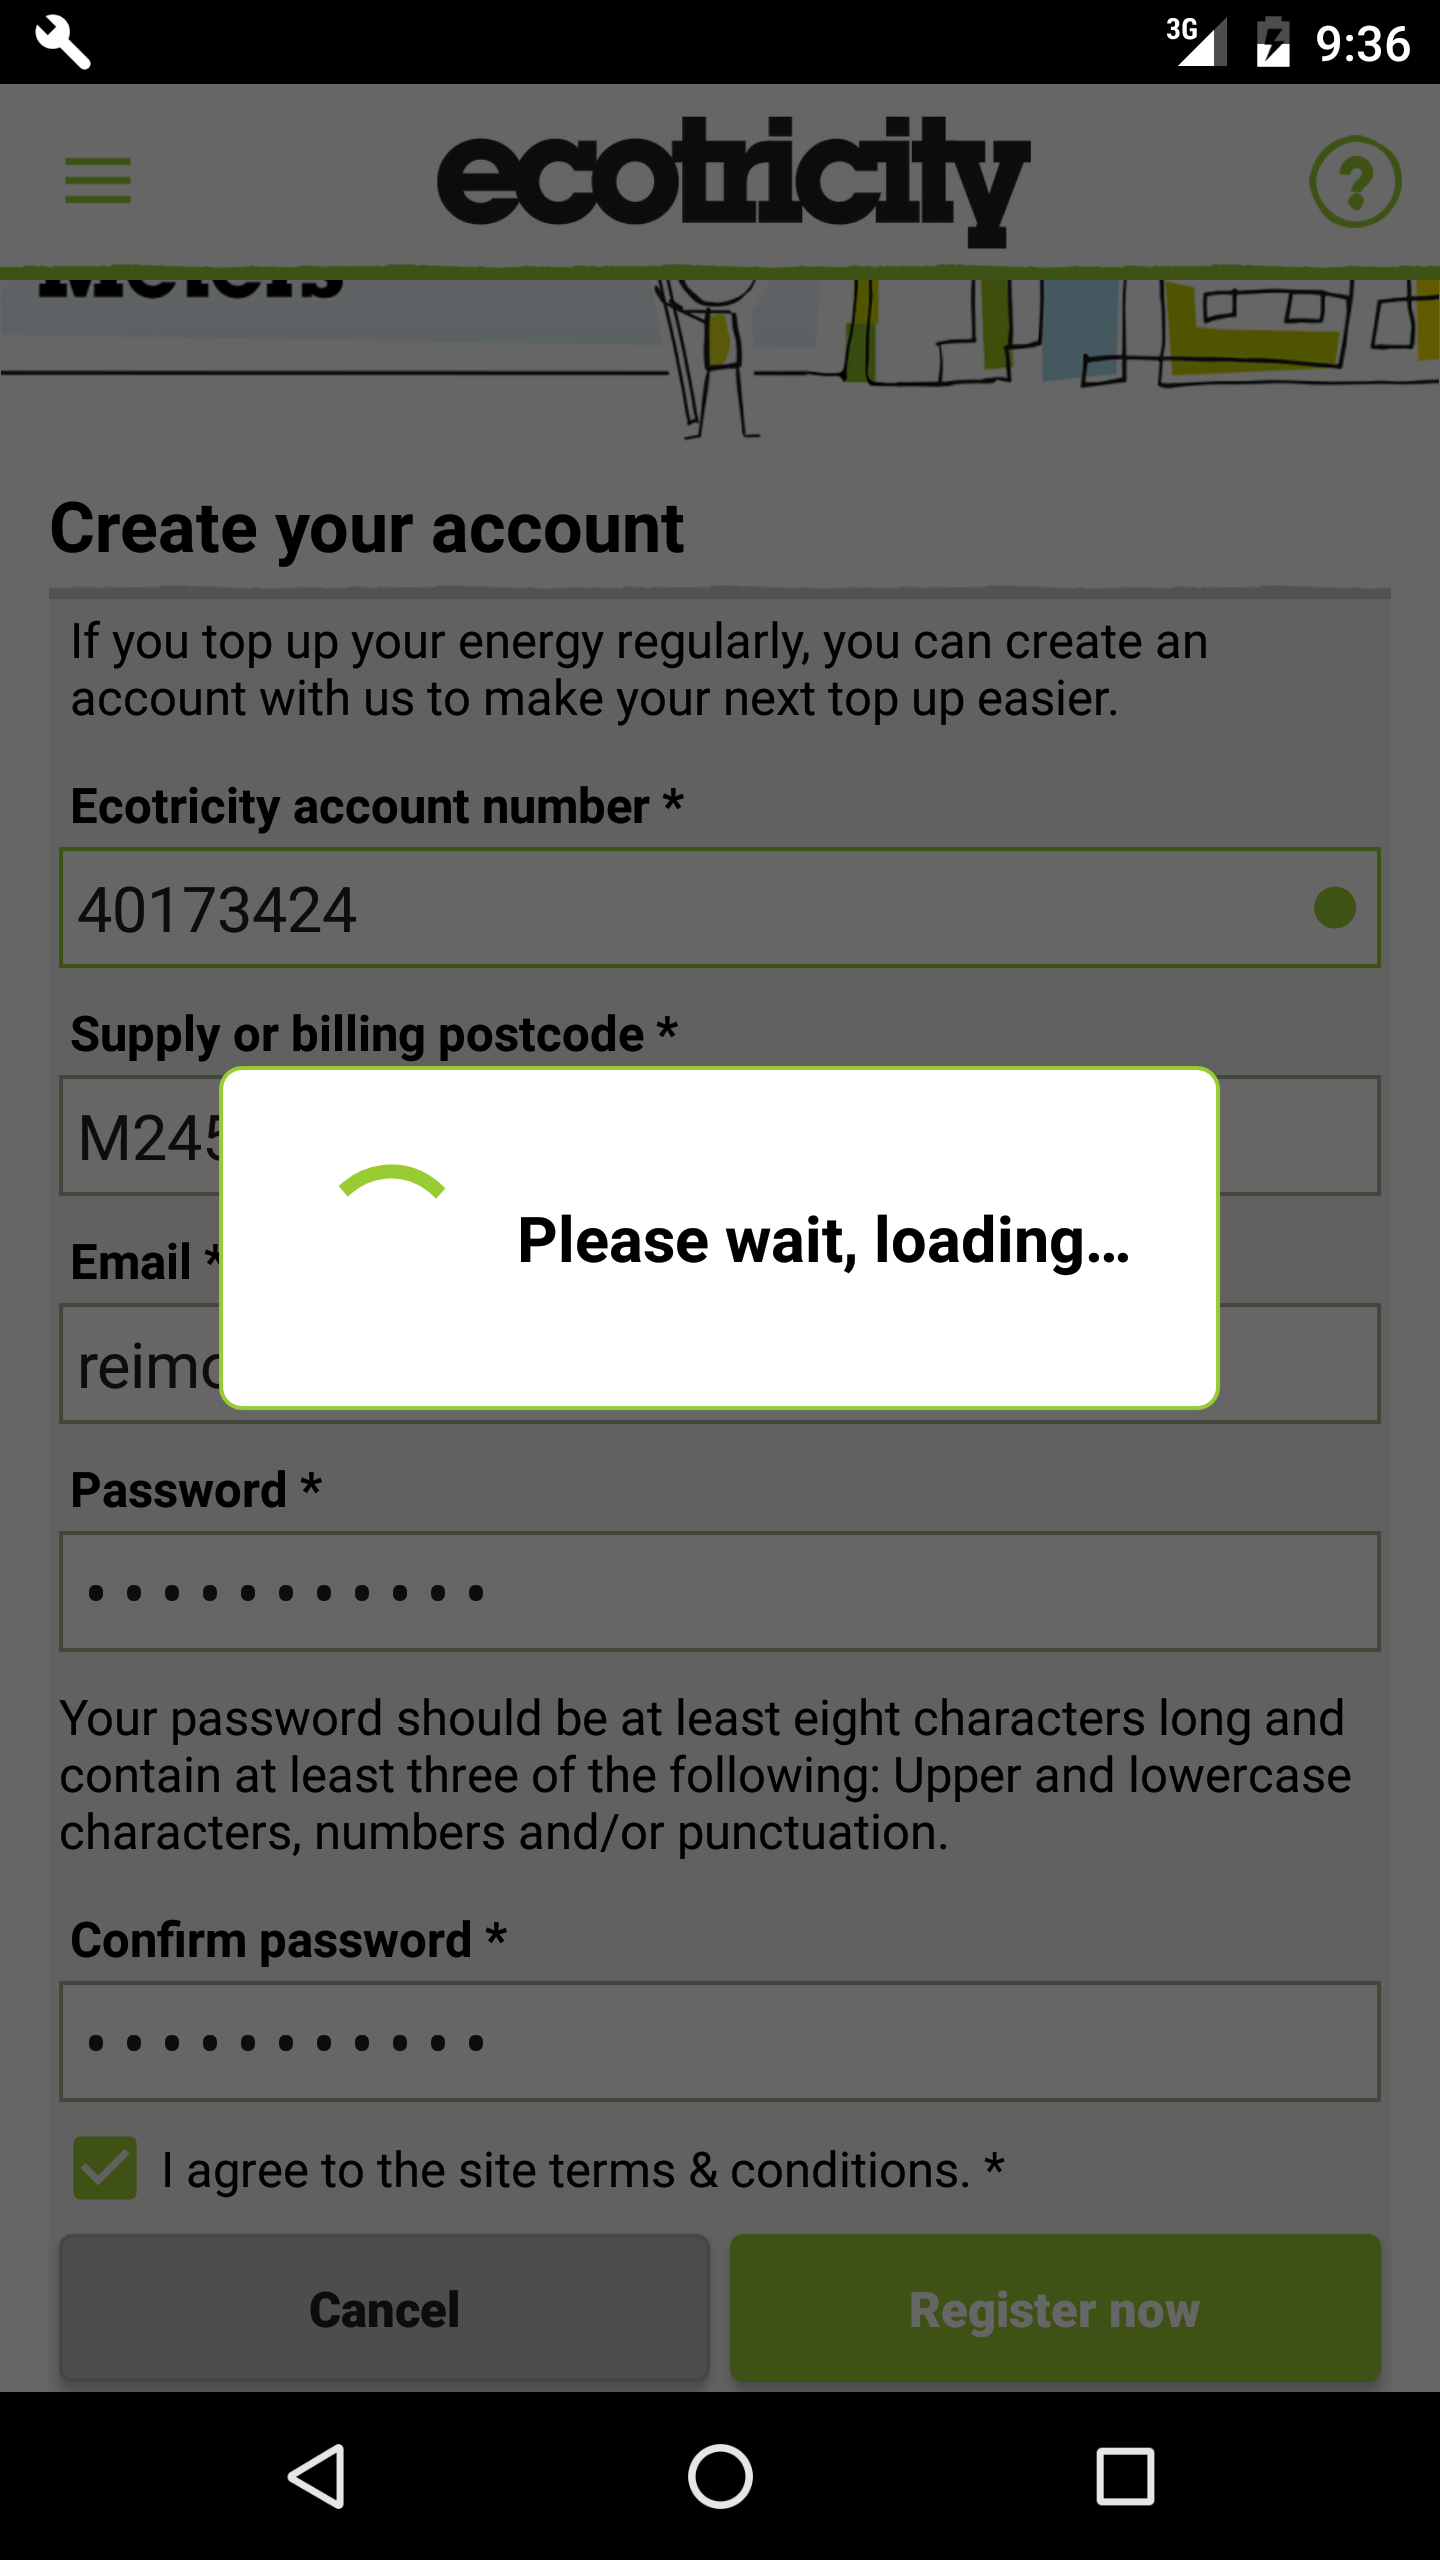 3G 9:36
ecotricity
?
Meters
Create your account
If you top up your energy regularly, you can create an
account with us to make your next top up easier.
Ecotricity account number *
40173424
Supply or billing postcode *
M245
Please wait, loading...
Email *
reimo
Password *
• • • • • • • • • • •
Your password should be at least eight characters long and
contain at least three of the following: Upper and lowercase
characters, numbers and/or punctuation.
Confirm password *
• • • • • • • • • • •
I agree to the site terms & conditions. *
Cancel
Register now